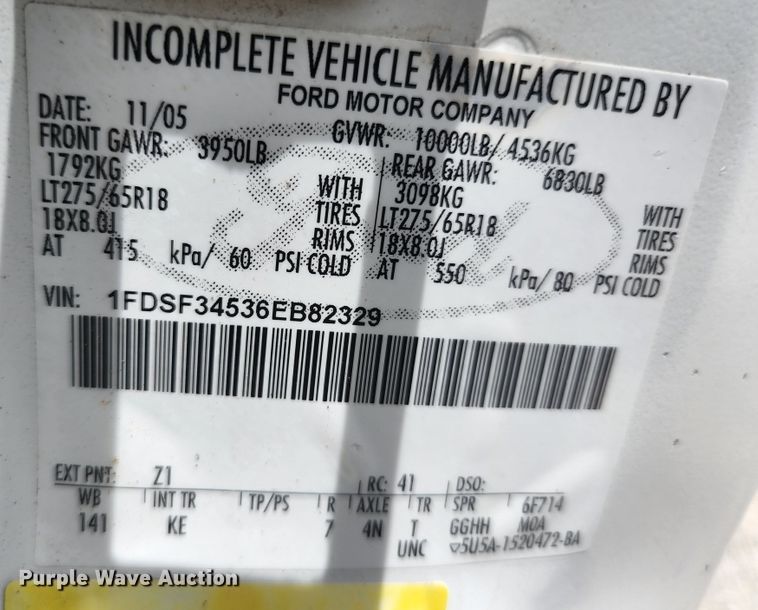 INCOMPLETE VEHICLE MANUFACTURED BY
FORD MOTOR COMPANY
DATE: 11/05 GVWR: 10000LB/ 4536KG
FRONT GAWR: 3950LB REAR GAWR: 6830LB
1792KG WITH 3098KG WITH
LT275/65R18 TIRES LT275/65R18 TIRES
18X8.0J RIMS 18X8.0J RIMS
AT 415 kPa/ 60 PSI COLD AT 550 kPa/ 80 PSI COLD
VIN: 1FDSF34536EB82329
EXT PNT: Z1 RC: 41 DSO:
WB INT TR TP/PS R AXLE TR SPR 6F714
141 KE 7 4N T GGHH MOA
UNC ▽5U5A-1520472-BA
Purple Wave Auction